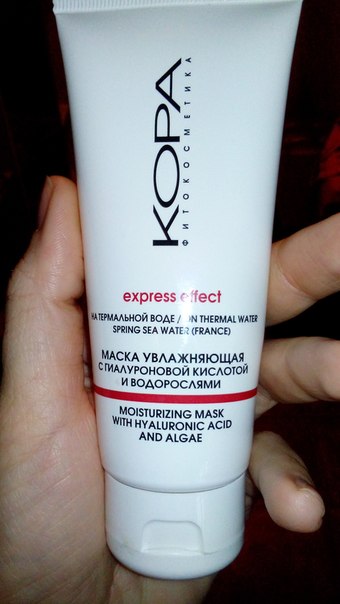 КОРА
ФИТОКОСМЕТИКА
express effect
НА ТЕРМАЛЬНОЙ ВОДЕ / ON THERMAL WATER
SPRING SEA WATER (FRANCE)
МАСКА УВЛАЖНЯЮЩАЯ
С ГИАЛУРОНОВОЙ КИСЛОТОЙ
И ВОДОРОСЛЯМИ
MOISTURIZING MASK
WITH HYALURONIC ACID
AND ALGAE